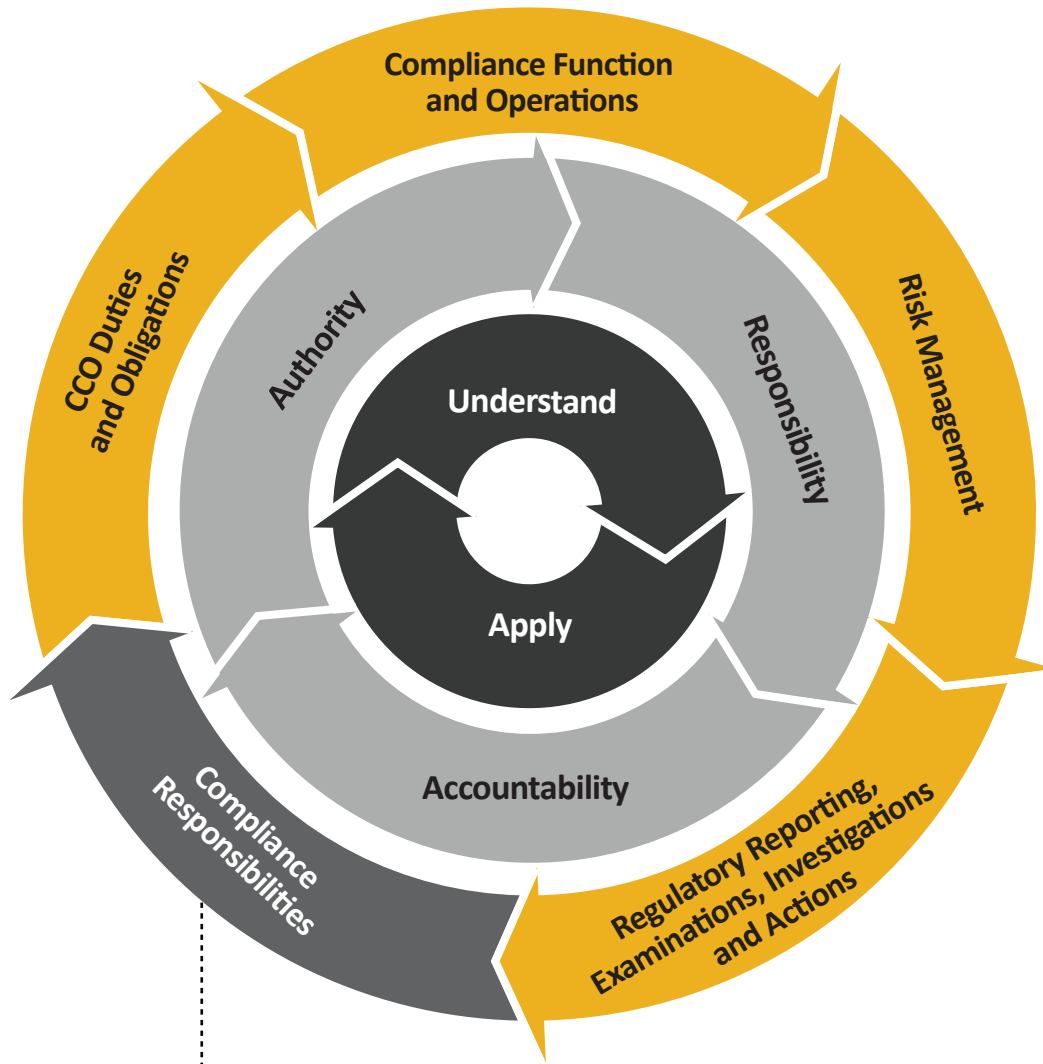 Compliance Function
and Operations
Risk Management
Regulatory Reporting,
Examinations, Investigations
and Actions
Compliance
Responsibilities
CCO Duties
and Obligations
Authority
Responsibility
Accountability
Understand
Apply